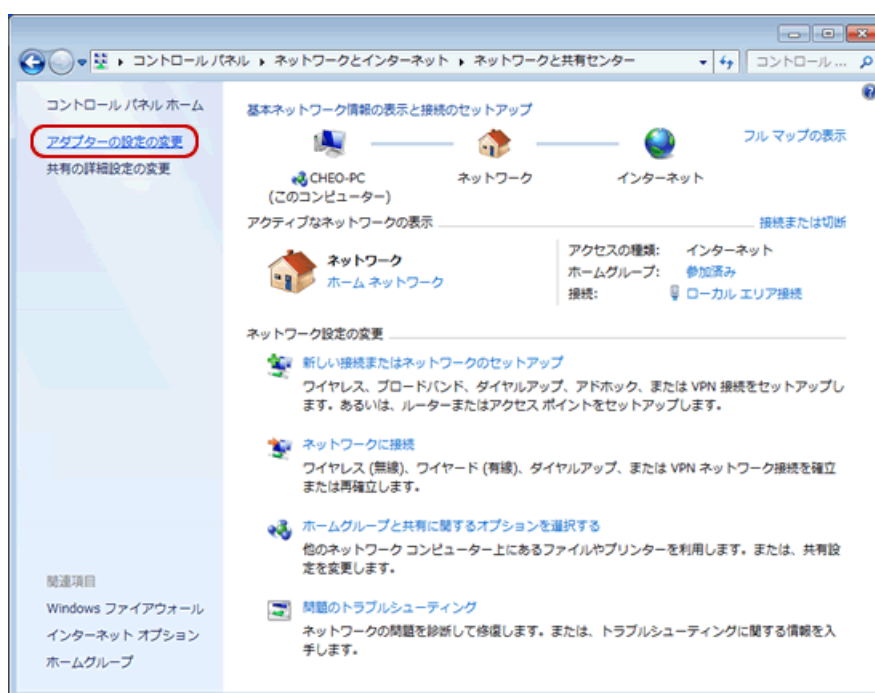 コントロール パネル ▸ ネットワークとインターネット ▸ ネットワークと共有センター
コントロール ...
コントロール パネル ホーム
アダプターの設定の変更
共有の詳細設定の変更
基本ネットワーク情報の表示と接続のセットアップ
フル マップの表示
CHEO-PC
(このコンピューター)
ネットワーク
インターネット
アクティブなネットワークの表示
接続または切断
ネットワーク
ホーム ネットワーク
アクセスの種類: インターネット
ホームグループ: 参加済み
接続: ローカル エリア接続
ネットワーク設定の変更
新しい接続またはネットワークのセットアップ
ワイヤレス、ブロードバンド、ダイヤルアップ、アドホック、または VPN 接続をセットアップし
ます。あるいは、ルーターまたはアクセス ポイントをセットアップします。
ネットワークに接続
ワイヤレス (無線)、ワイヤード (有線)、ダイヤルアップ、または VPN ネットワーク接続を確立
または再確立します。
ホームグループと共有に関するオプションを選択する
他のネットワーク コンピューター上にあるファイルやプリンターを利用します。または、共有設
定を変更します。
問題のトラブルシューティング
ネットワークの問題を診断して修復します。または、トラブルシューティングに関する情報を入
手します。
関連項目
Windows ファイアウォール
インターネット オプション
ホームグループ